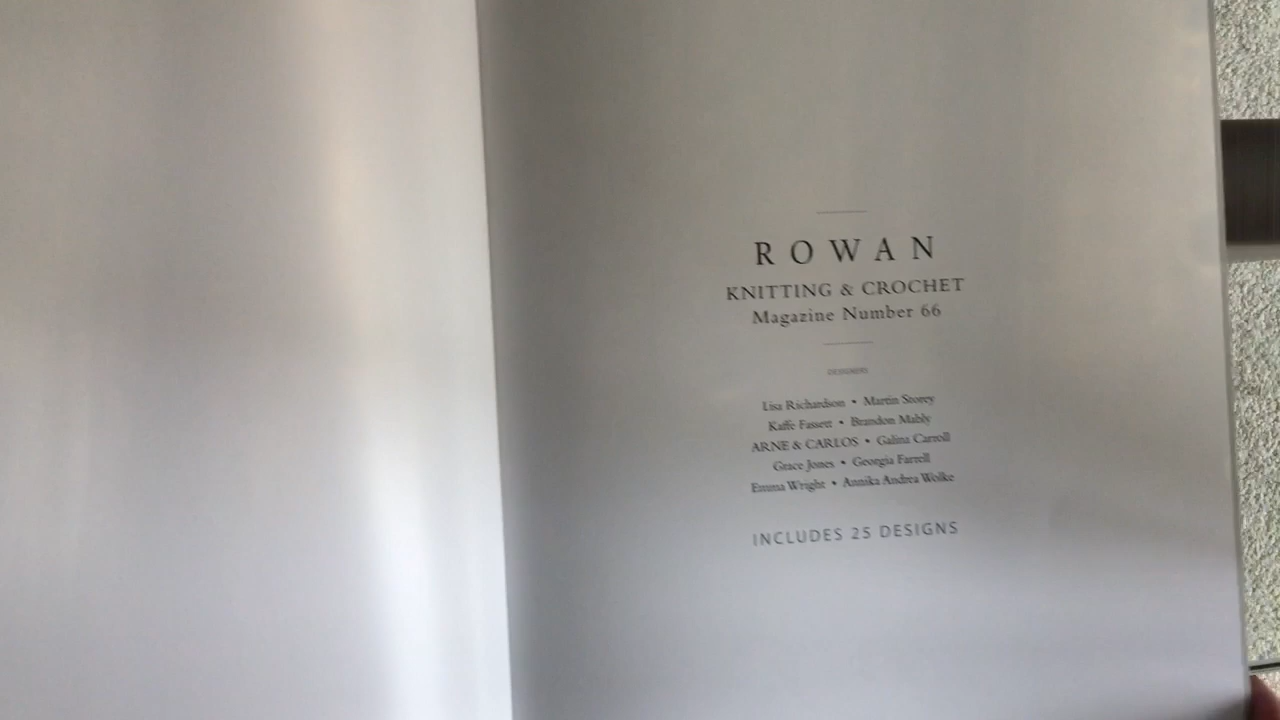 ROWAN
KNITTING & CROCHET
Magazine Number 66
DESIGNERS
Lisa Richardson • Martin Storey
Kaffe Fassett • Brandon Mably
ARNE & CARLOS • Galina Carroll
Grace Jones • Georgia Farrell
Emma Wright • Annika Andrea Wolke
INCLUDES 25 DESIGNS